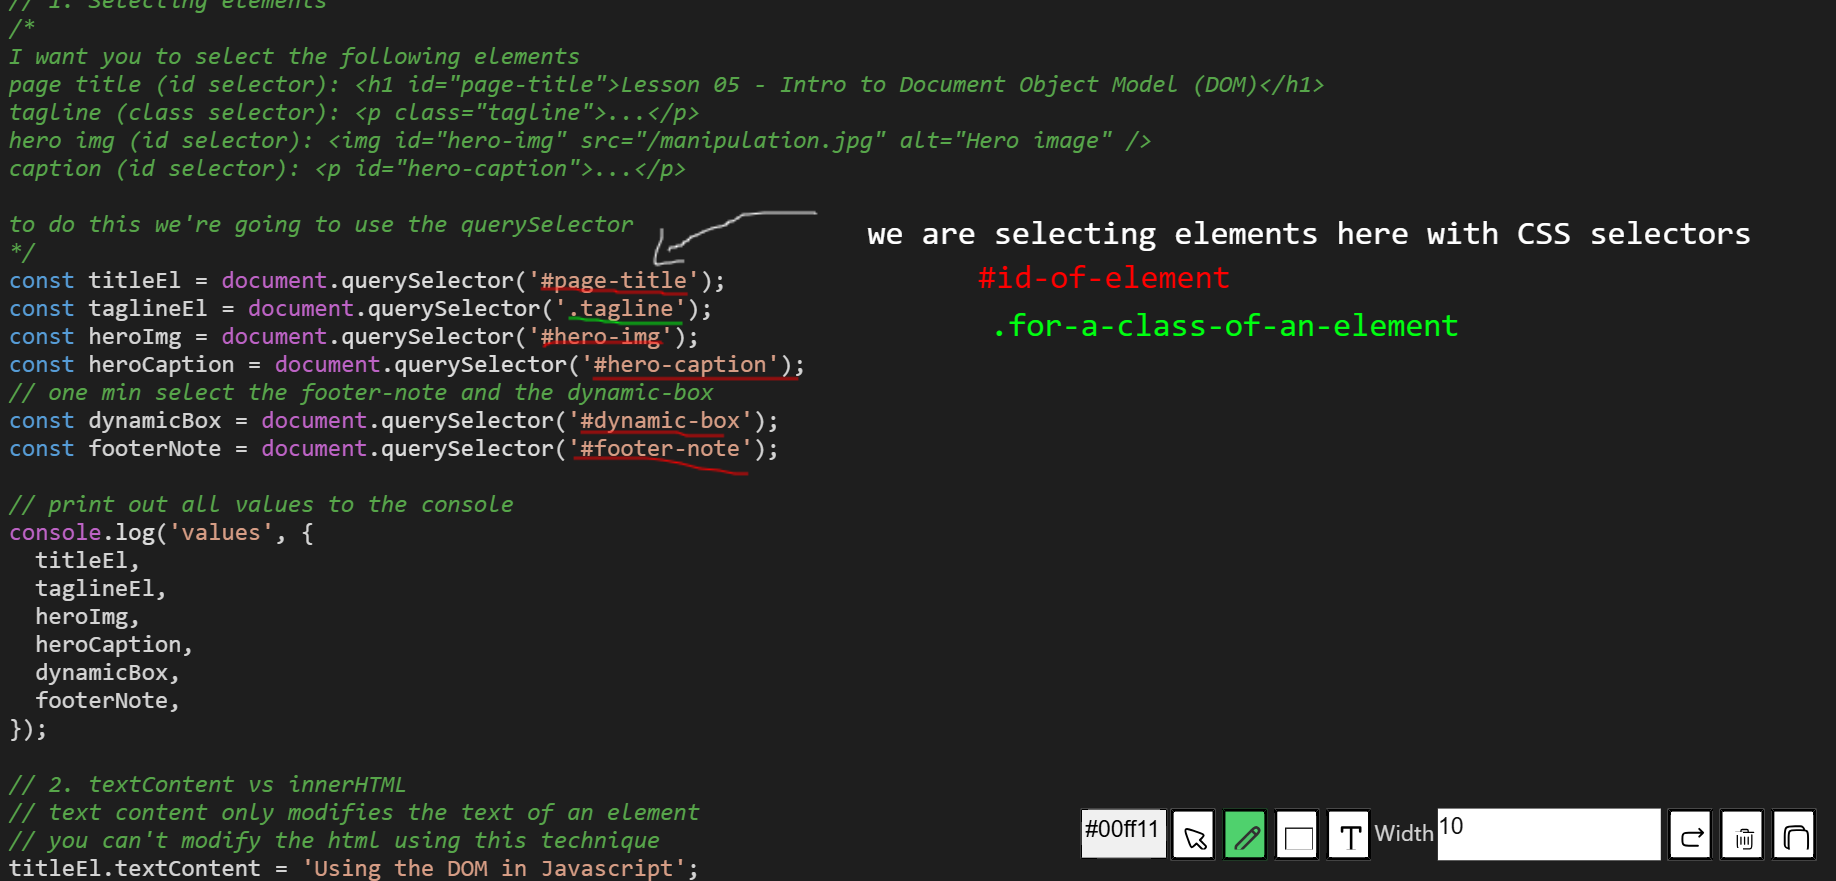 // 1. Selecting elements
/*
I want you to select the following elements
page title (id selector): <h1 id="page-title">Lesson 05 - Intro to Document Object Model (DOM)</h1>
tagline (class selector): <p class="tagline">...</p>
hero img (id selector): <img id="hero-img" src="/manipulation.jpg" alt="Hero image" />
caption (id selector): <p id="hero-caption">...</p>
to do this we're going to use the querySelector
*/
we are selecting elements here with CSS selectors
#id-of-element
.for-a-class-of-an-element
const titleEl = document.querySelector('#page-title');
const taglineEl = document.querySelector('.tagline');
const heroImg = document.querySelector('#hero-img');
const heroCaption = document.querySelector('#hero-caption');
// one min select the footer-note and the dynamic-box
const dynamicBox = document.querySelector('#dynamic-box');
const footerNote = document.querySelector('#footer-note');
// print out all values to the console
console.log('values', {
  titleEl,
  taglineEl,
  heroImg,
  heroCaption,
  dynamicBox,
  footerNote,
});
// 2. textContent vs innerHTML
// text content only modifies the text of an element
// you can't modify the html using this technique
titleEl.textContent = 'Using the DOM in Javascript';
#00ff11 T Width 10